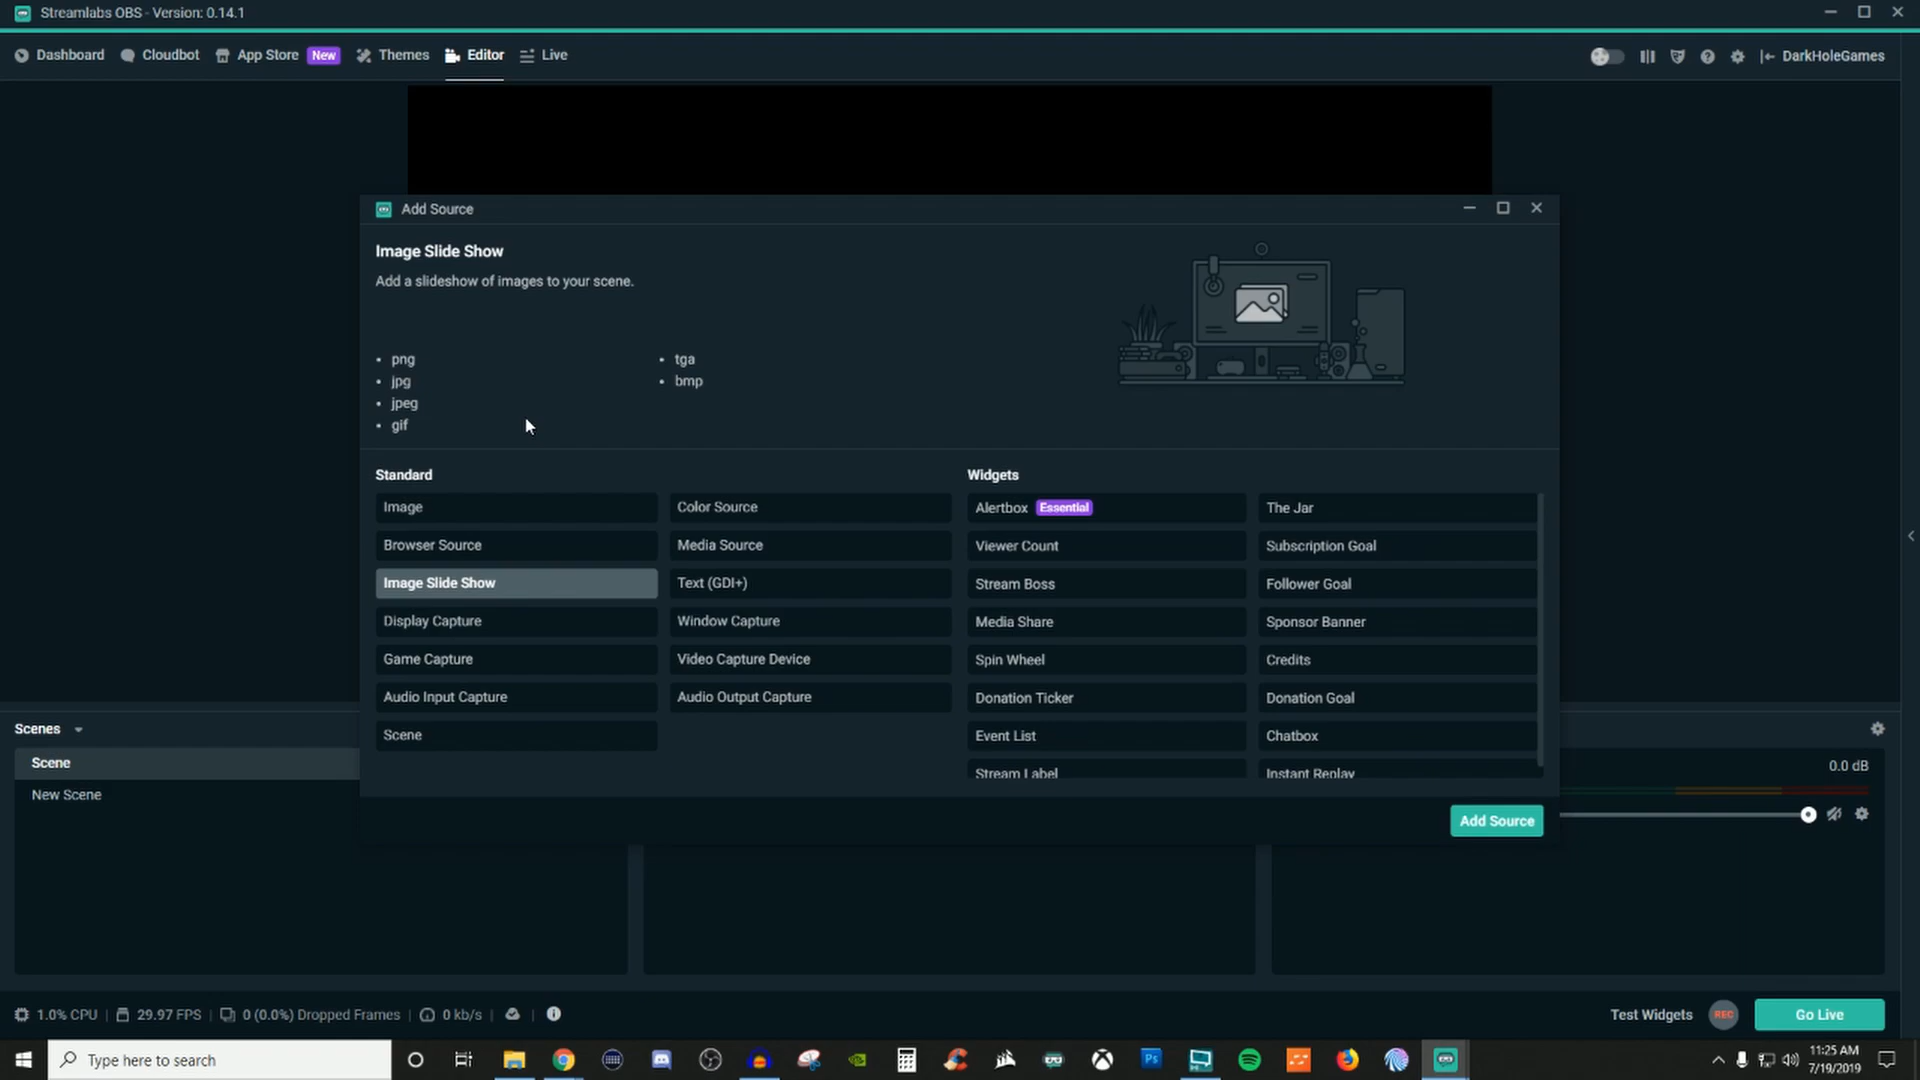 Streamlabs OBS - Version: 0.14.1
Dashboard Cloudbot App Store New Themes Editor Live DarkHoleGames
Add Source
Image Slide Show
Add a slideshow of images to your scene.
png
jpg
jpeg
gif
tga
bmp
Standard
Image Color Source
Browser Source Media Source
Image Slide Show Text (GDI+)
Display Capture Window Capture
Game Capture Video Capture Device
Audio Input Capture Audio Output Capture
Scene
Widgets
Alertbox Essential The Jar
Viewer Count Subscription Goal
Stream Boss Follower Goal
Media Share Sponsor Banner
Spin Wheel Credits
Donation Ticker Donation Goal
Event List Chatbox
Stream Label Instant Replay
Add Source
Scenes
Scene
New Scene
0.0 dB
1.0% CPU | 29.97 FPS | 0 (0.0%) Dropped Frames | 0 kb/s | |
Test Widgets REC Go Live
Type here to search
Ps
11:25 AM
7/19/2019